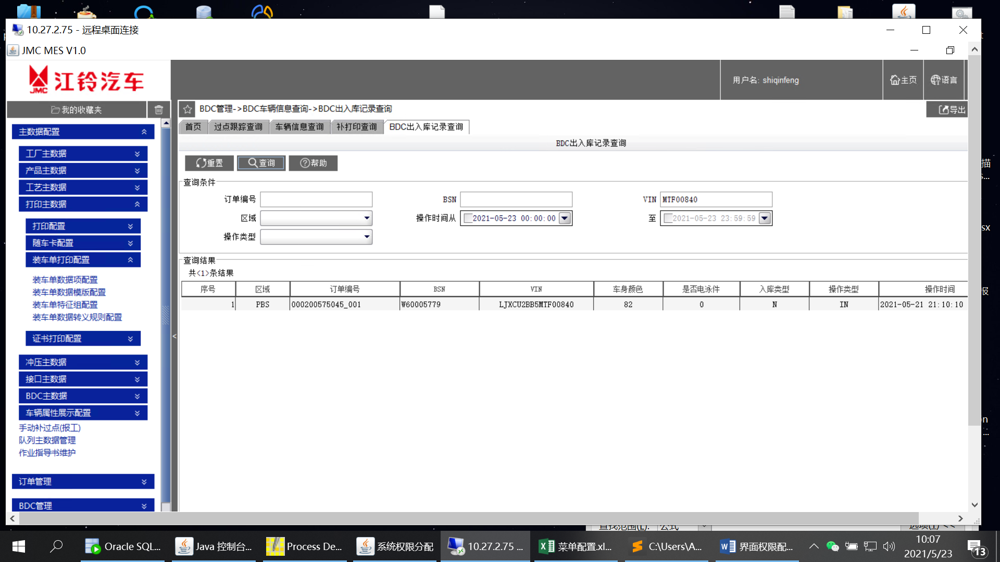 10.27.2.75 - 远程桌面连接
JMC MES V1.0
JMC 江铃汽车
用户名: shiqinfeng
主页
语言
我的收藏夹
BDC管理->BDC车辆信息查询->BDC出入库记录查询
导出
首页 过点跟踪查询 车辆信息查询 补打印查询 BDC出入库记录查询
BDC出入库记录查询
重置 查询 帮助
查询条件
订单编号 BSN VIN MTF00840
区域 操作时间从 2021-05-23 00:00:00 至 2021-05-23 23:59:59
操作类型
查询结果
共<1>条结果
序号 区域 订单编号 BSN VIN 车身颜色 是否电泳件 入库类型 操作类型 操作时间
1 PBS 000200575045_001 W60005779 LJXCU2BB5MTF00840 82 0 N IN 2021-05-21 21:10:10
主数据配置
工厂主数据
产品主数据
工艺主数据
打印主数据
打印配置
随车卡配置
装车单打印配置
装车单数据项配置
装车单数据模版配置
装车单特征组配置
装车单数据转义规则配置
证书打印配置
冲压主数据
接口主数据
BDC主数据
车辆属性展示配置
手动补过点(报工)
队列主数据管理
作业指导书维护
订单管理
BDC管理
<
描
s...
sx
报
on
...
查找范围(L): 公式 选项(T) <<
Oracle SQL... Java 控制台... Process De... 系统权限分配 10.27.2.75 ... 菜单配置.xl... C:\Users\A... 界面权限配...
10:07
2021/5/23
13